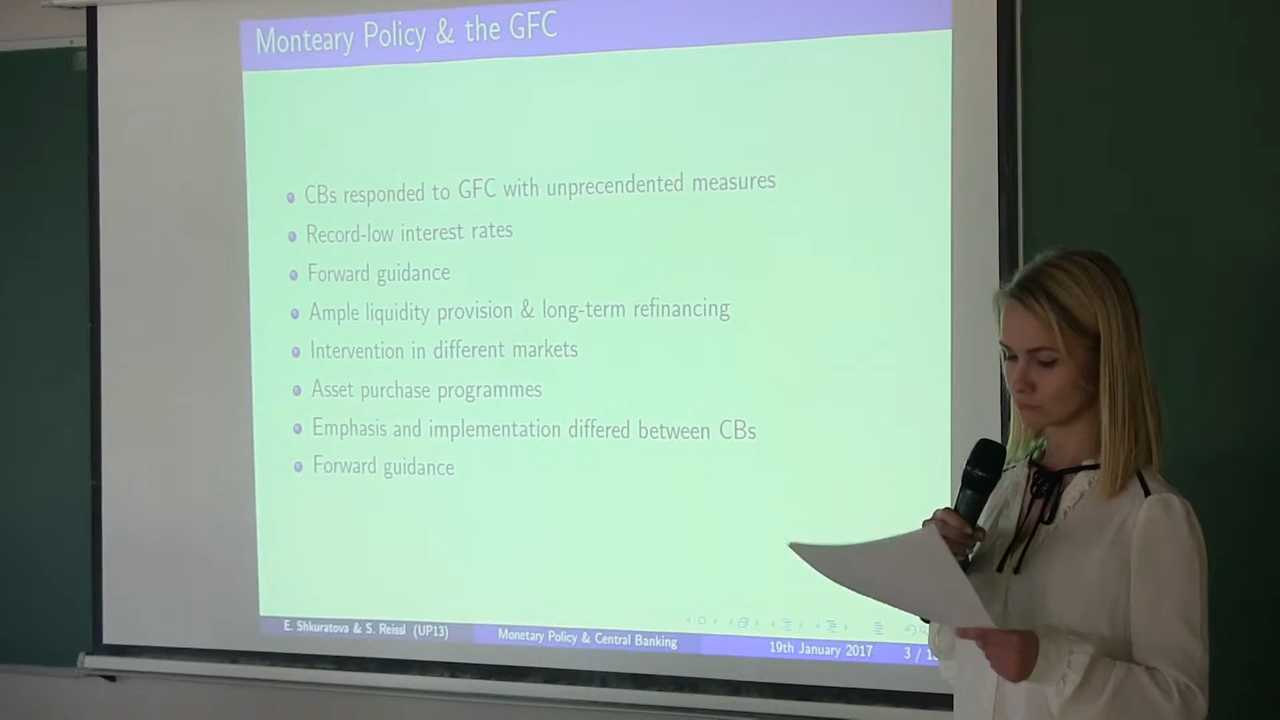 Monteary Policy & the GFC
CBs responded to GFC with unprecendented measures
Record-low interest rates
Forward guidance
Ample liquidity provision & long-term refinancing
Intervention in different markets
Asset purchase programmes
Emphasis and implementation differed between CBs
Forward guidance
E. Shkuratova & S. Reissl (UP13) Monetary Policy & Central Banking 19th January 2017 3 /